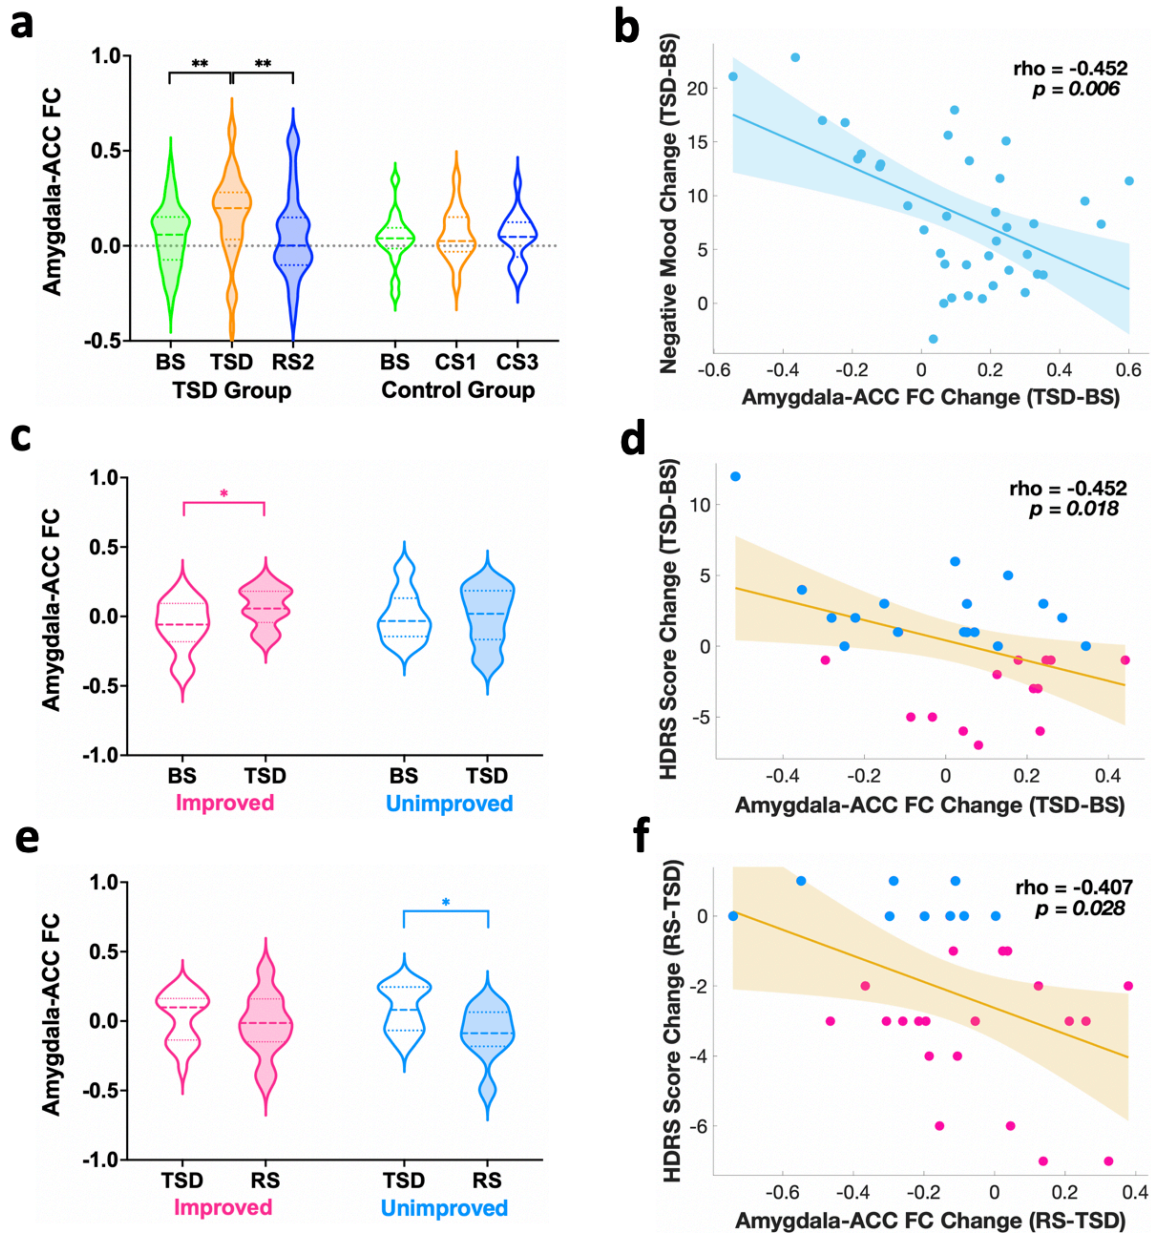 a
Amygdala-ACC FC
1.0
0.5
0.0
-0.5
** **
BS TSD RS2 BS CS1 CS3
TSD Group Control Group
b
Negative Mood Change (TSD-BS)
20
15
10
5
0
rho = -0.452
p = 0.006
-0.6 -0.4 -0.2 0 0.2 0.4 0.6
Amygdala-ACC FC Change (TSD-BS)
c
Amygdala-ACC FC
1.0
0.5
0.0
-0.5
-1.0
*
BS TSD BS TSD
Improved Unimproved
d
HDRS Score Change (TSD-BS)
10
5
0
-5
rho = -0.452
p = 0.018
-0.4 -0.2 0 0.2 0.4
Amygdala-ACC FC Change (TSD-BS)
e
Amygdala-ACC FC
1.0
0.5
0.0
-0.5
-1.0
*
TSD RS TSD RS
Improved Unimproved
f
HDRS Score Change (RS-TSD)
0
-2
-4
-6
rho = -0.407
p = 0.028
-0.6 -0.4 -0.2 0 0.2 0.4
Amygdala-ACC FC Change (RS-TSD)